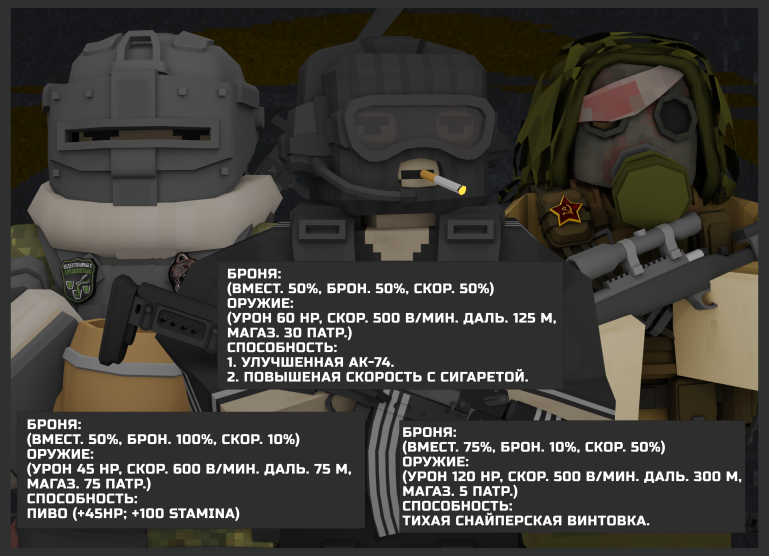 БРОНЯ:
(ВМЕСТ. 50%, БРОН. 50%, СКОР. 50%)
ОРУЖИЕ:
(УРОН 60 HP, СКОР. 500 В/МИН. ДАЛЬ. 125 М,
МАГАЗ. 30 ПАТР.)
СПОСОБНОСТЬ:
1. УЛУЧШЕННАЯ АК-74.
2. ПОВЫШЕНАЯ СКОРОСТЬ С СИГАРЕТОЙ.
БРОНЯ:
(ВМЕСТ. 50%, БРОН. 100%, СКОР. 10%)
ОРУЖИЕ:
(УРОН 45 HP, СКОР. 600 В/МИН. ДАЛЬ. 75 М,
МАГАЗ. 75 ПАТР.)
СПОСОБНОСТЬ:
ПИВО (+45HP; +100 STAMINA)
БРОНЯ:
(ВМЕСТ. 75%, БРОН. 10%, СКОР. 50%)
ОРУЖИЕ:
(УРОН 120 HP, СКОР. 500 В/МИН. ДАЛЬ. 300 М,
МАГАЗ. 5 ПАТР.)
СПОСОБНОСТЬ:
ТИХАЯ СНАЙПЕРСКАЯ ВИНТОВКА.